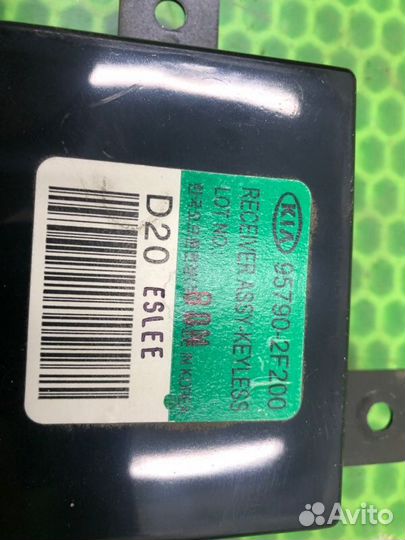 KIA 95790-2F200
RECEIVER ASSY-KEYLESS
LOT NO.
D20 ESLEE
Avito